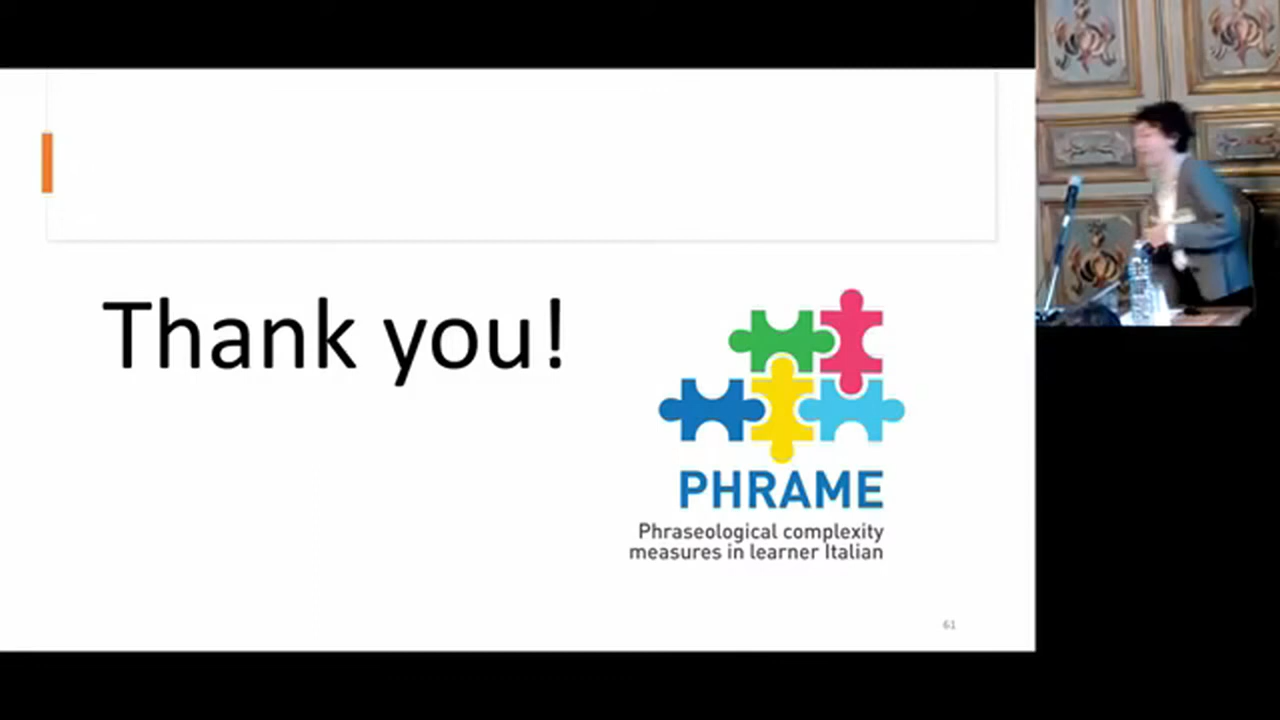 Thank you!
PHRAME
Phraseological complexity
measures in learner Italian
61